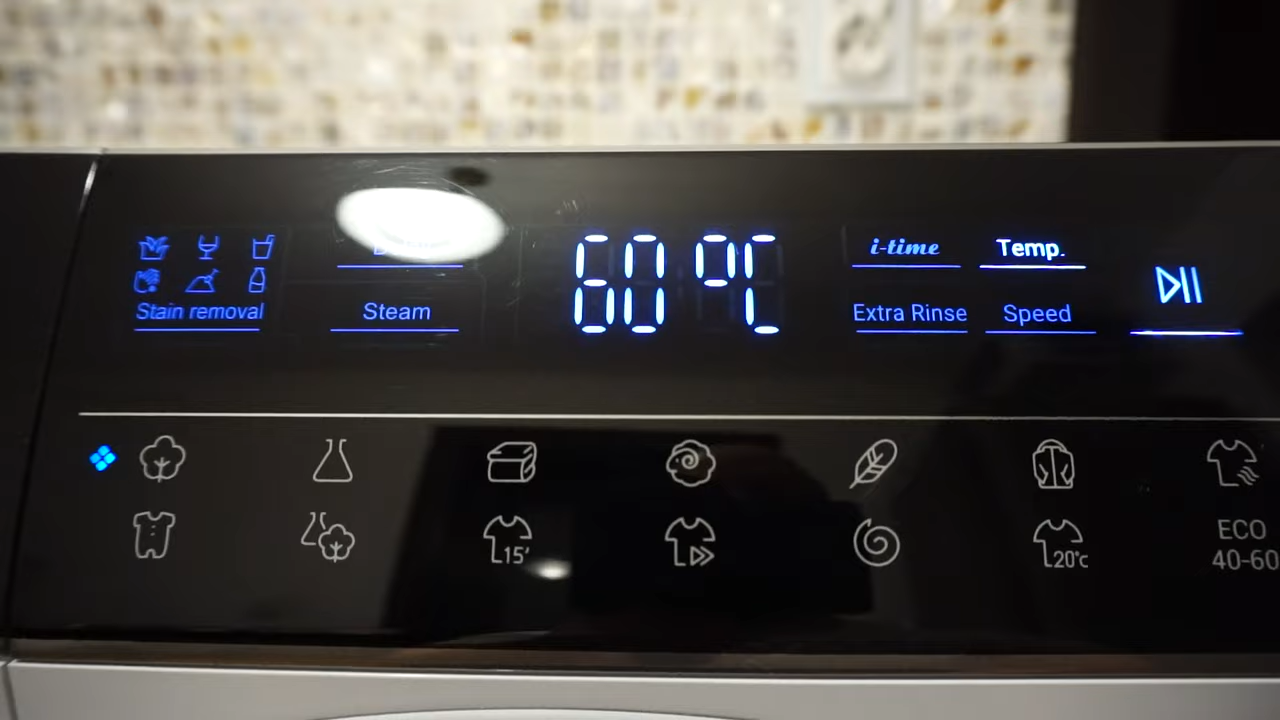 60°C
i-time Temp.
Stain removal Steam Extra Rinse Speed
15' 20°c
ECO
40-60